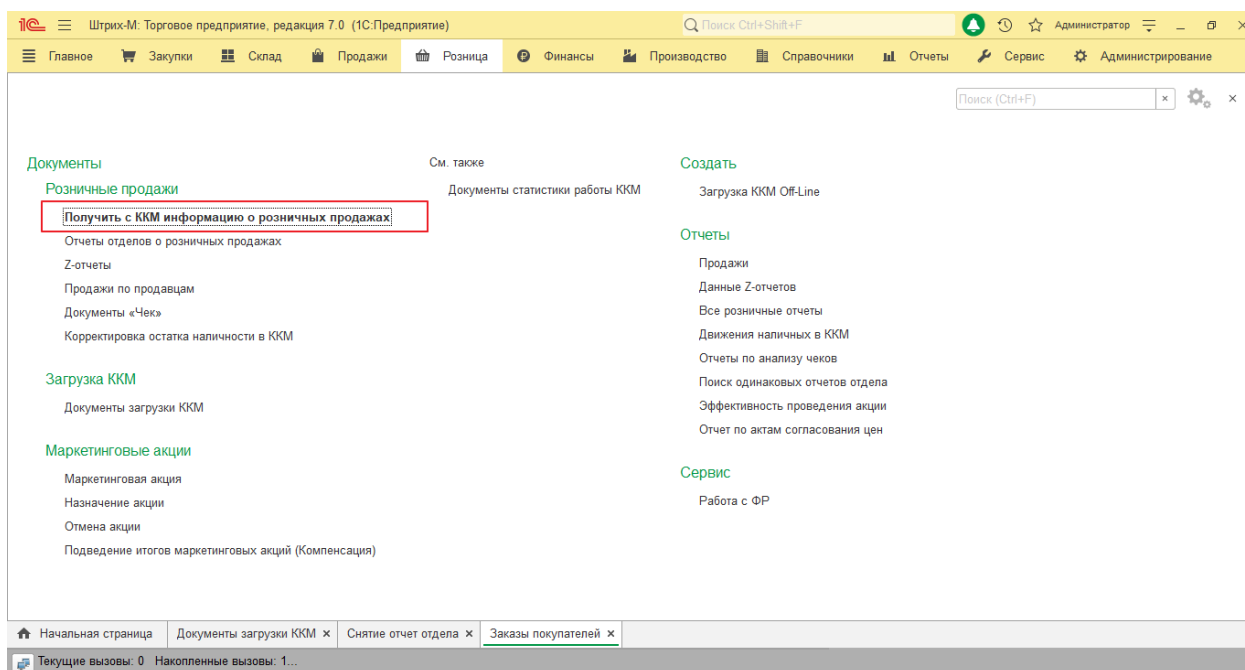 1С Штрих-М: Торговое предприятие, редакция 7.0 (1С:Предприятие) Поиск Ctrl+Shift+F Администратор
Главное Закупки Склад Продажи Розница Финансы Производство Справочники Отчеты Сервис Администрирование
Поиск (Ctrl+F)
Документы
Розничные продажи
Получить с ККМ информацию о розничных продажах
Отчеты отделов о розничных продажах
Z-отчеты
Продажи по продавцам
Документы «Чек»
Корректировка остатка наличности в ККМ
Загрузка ККМ
Документы загрузки ККМ
Маркетинговые акции
Маркетинговая акция
Назначение акции
Отмена акции
Подведение итогов маркетинговых акций (Компенсация)
См. также
Документы статистики работы ККМ
Создать
Загрузка ККМ Off-Line
Отчеты
Продажи
Данные Z-отчетов
Все розничные отчеты
Движения наличных в ККМ
Отчеты по анализу чеков
Поиск одинаковых отчетов отдела
Эффективность проведения акции
Отчет по актам согласования цен
Сервис
Работа с ФР
Начальная страница Документы загрузки ККМ Снятие отчет отдела Заказы покупателей
Текущие вызовы: 0 Накопленные вызовы: 1...